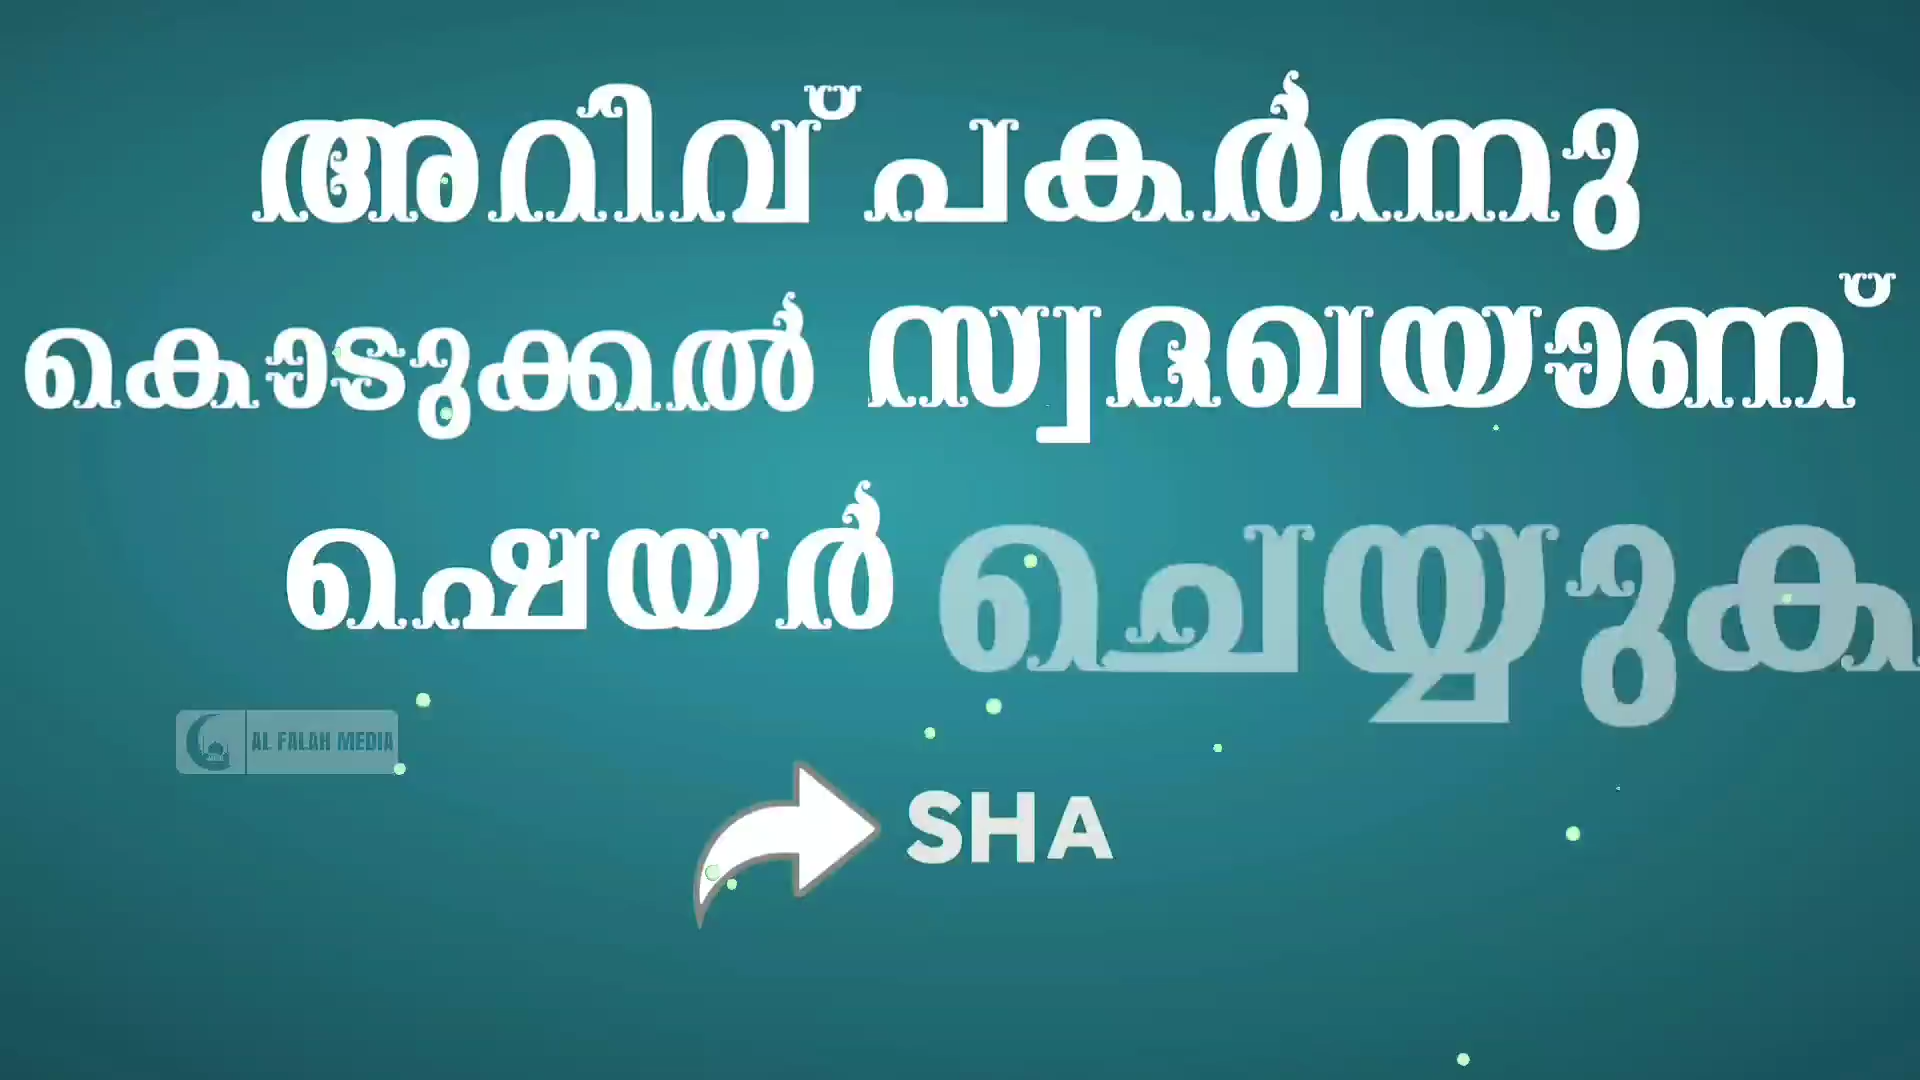 അറീവ് പകർന്നു
കൊടുക്കൽ സ്വദഖയാണ്
ഷെയർ ചെയ്യുക
AL FALAH MEDIA
SHA